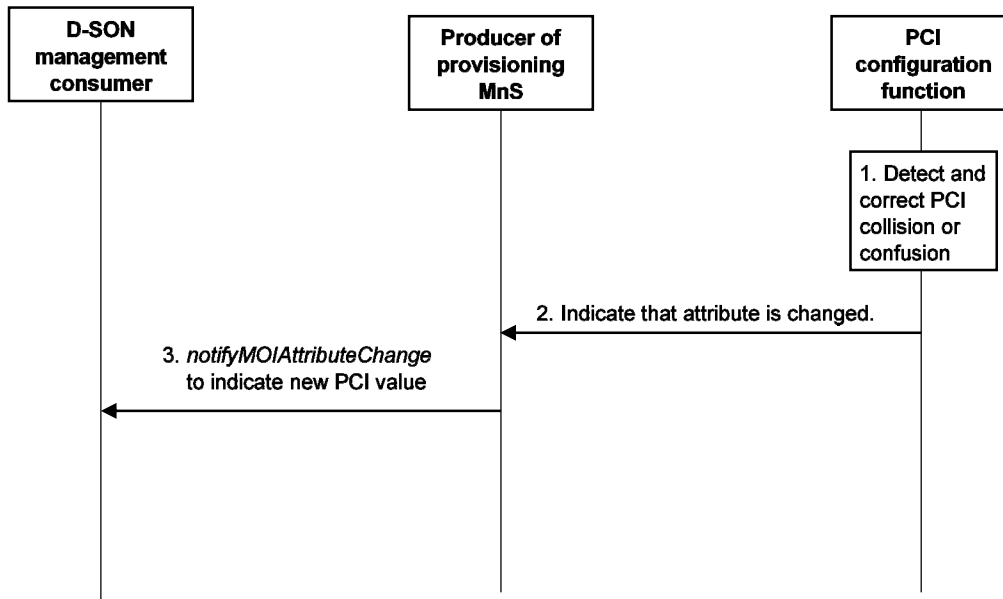 D-SON
management
consumer
Producer of
provisioning
MnS
PCI
configuration
function
1. Detect and
correct PCI
collision or
confusion
2. Indicate that attribute is changed.
3. notifyMOIAttributeChange
to indicate new PCI value